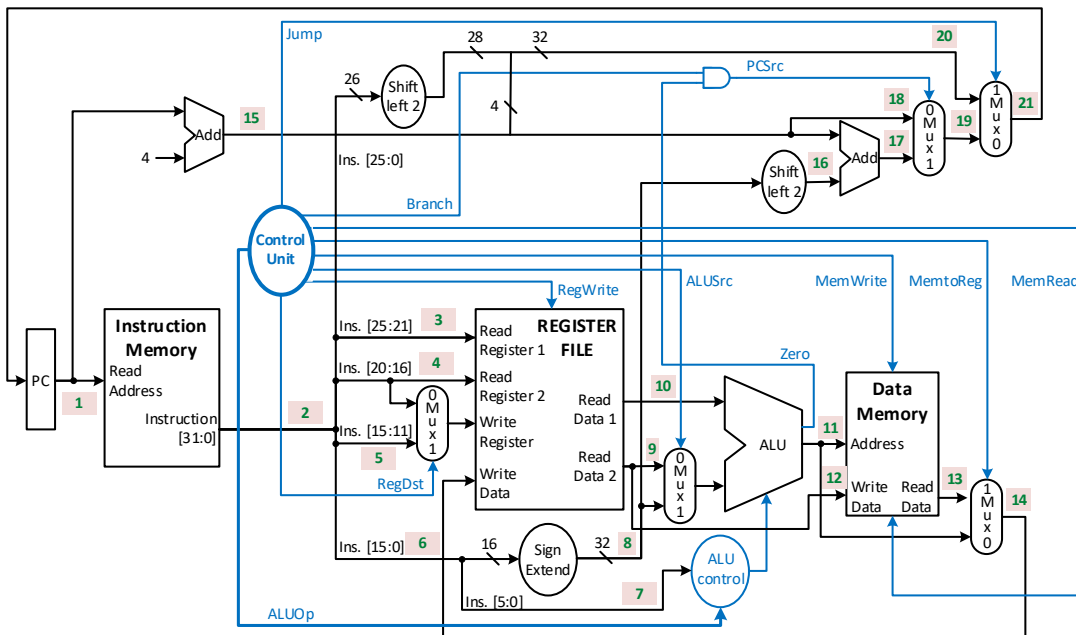 Jump
28
32
20
26
Shift
left 2
PCSrc
4
15
Add
4
18
0
M
u
x
1
19
1
M
u
x
0
21
17
Add
16
Shift
left 2
Ins. [25:0]
Branch
Control
Unit
RegWrite
ALUSrc
MemWrite
MemtoReg
MemRead
Instruction
Memory
Read
Address
Instruction
[31:0]
PC
1
2
Ins. [25:21]
3
Ins. [20:16]
4
Ins. [15:11]
5
0
M
u
x
1
RegDst
REGISTER
FILE
Read
Register 1
Read
Register 2
Write
Register
Write
Data
Read
Data 1
Read
Data 2
10
9
0
M
u
x
1
Zero
ALU
11
12
Data
Memory
Address
Write
Data
Read
Data
13
1
M
u
x
0
14
Ins. [15:0]
6
16
Sign
Extend
32
8
7
Ins. [5:0]
ALU
control
ALUOp